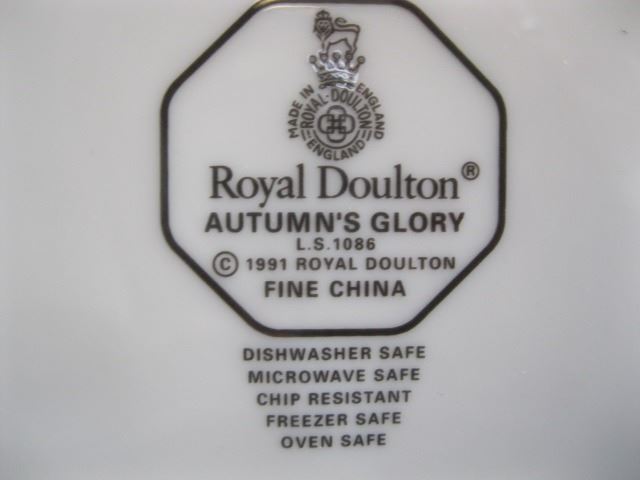 MADE IN ENGLAND
ROYAL·DOULTON
ENGLAND
Royal Doulton®
AUTUMN'S GLORY
L.S.1086
© 1991 ROYAL DOULTON
FINE CHINA
DISHWASHER SAFE
MICROWAVE SAFE
CHIP RESISTANT
FREEZER SAFE
OVEN SAFE